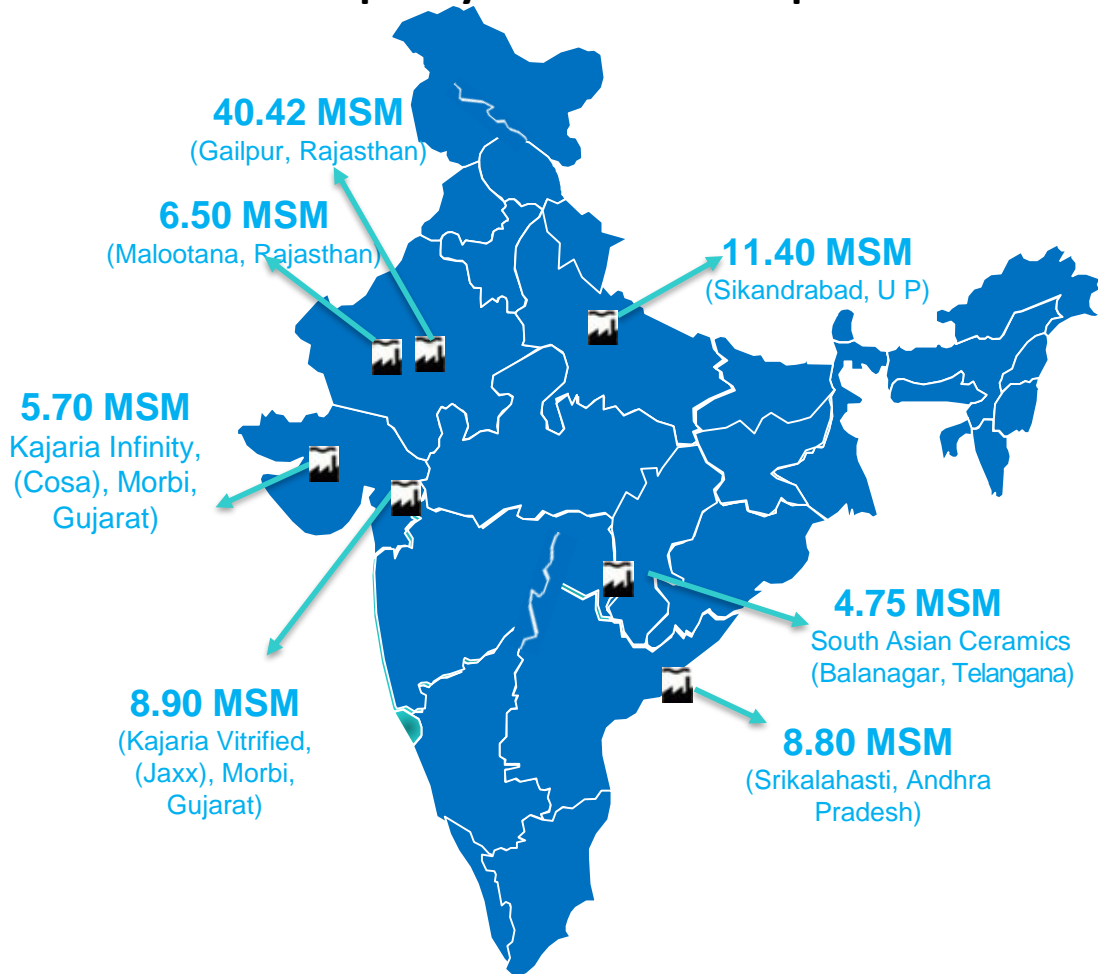 40.42 MSM
(Gailpur, Rajasthan)
6.50 MSM
(Malootana, Rajasthan)
11.40 MSM
(Sikandrabad, U P)
5.70 MSM
Kajaria Infinity,
(Cosa), Morbi,
Gujarat)
4.75 MSM
South Asian Ceramics
(Balanagar, Telangana)
8.90 MSM
(Kajaria Vitrified,
(Jaxx), Morbi,
Gujarat)
8.80 MSM
(Srikalahasti, Andhra
Pradesh)